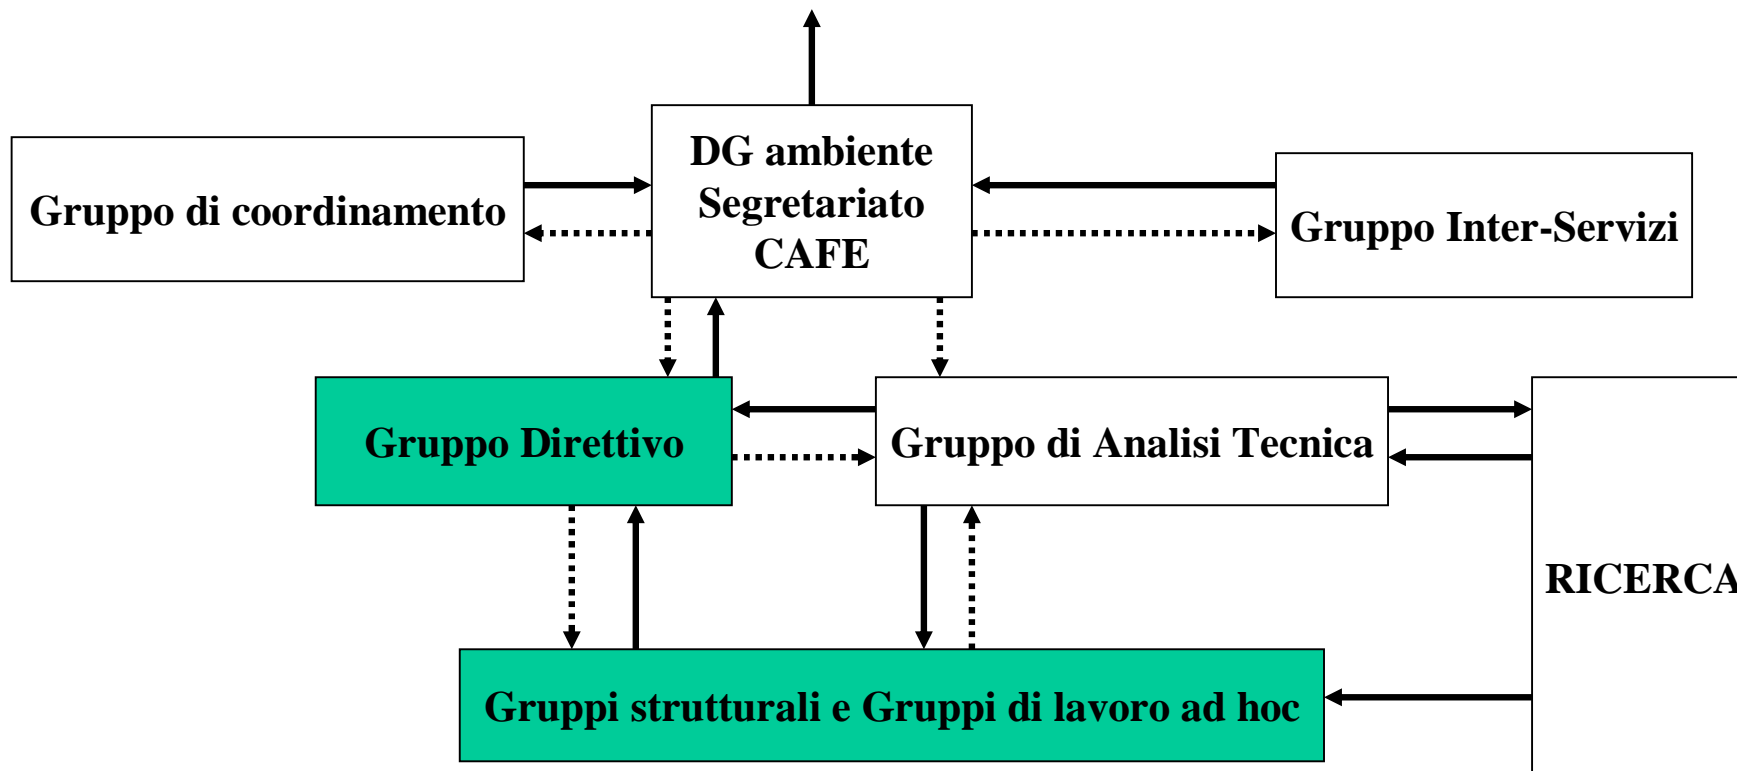 DG ambiente
Segretariato
CAFE
Gruppo di coordinamento
Gruppo Inter-Servizi
Gruppo Direttivo
Gruppo di Analisi Tecnica
RICERCA
Gruppi strutturali e Gruppi di lavoro ad hoc